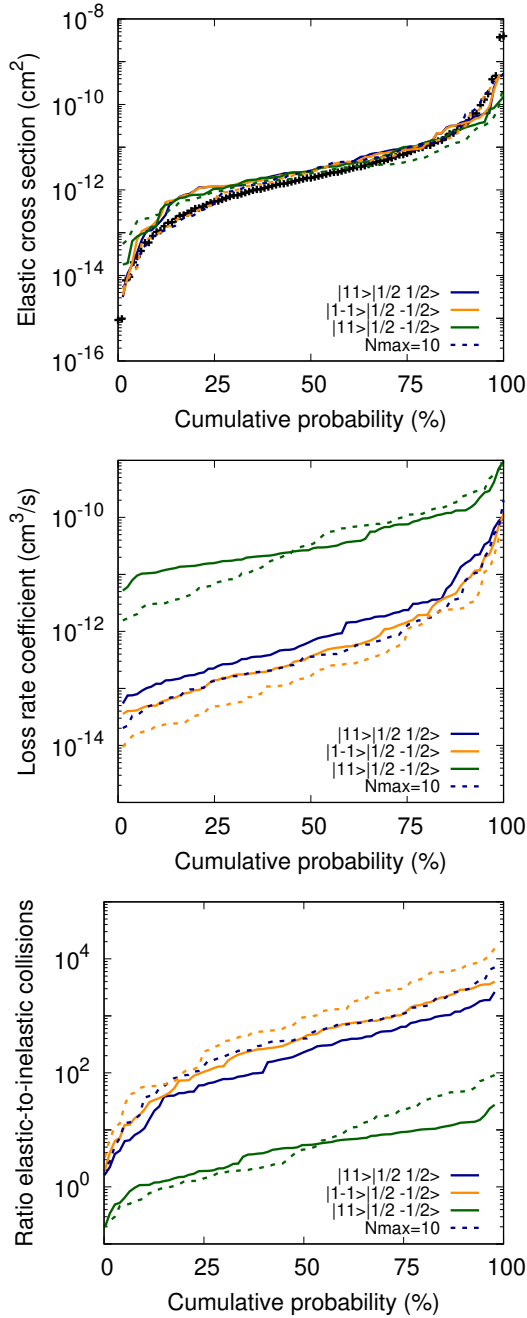 10^-8
10^-10
10^-12
10^-14
10^-16
Elastic cross section (cm^2)
|11>|1/2 1/2>
|1-1>|1/2 -1/2>
|11>|1/2 -1/2>
Nmax=10
0 25 50 75 100
Cumulative probability (%)
10^-10
10^-12
10^-14
Loss rate coefficient (cm^3/s)
|11>|1/2 1/2>
|1-1>|1/2 -1/2>
|11>|1/2 -1/2>
Nmax=10
0 25 50 75 100
Cumulative probability (%)
10^4
10^2
10^0
Ratio elastic-to-inelastic collisions
|11>|1/2 1/2>
|1-1>|1/2 -1/2>
|11>|1/2 -1/2>
Nmax=10
0 25 50 75 100
Cumulative probability (%)